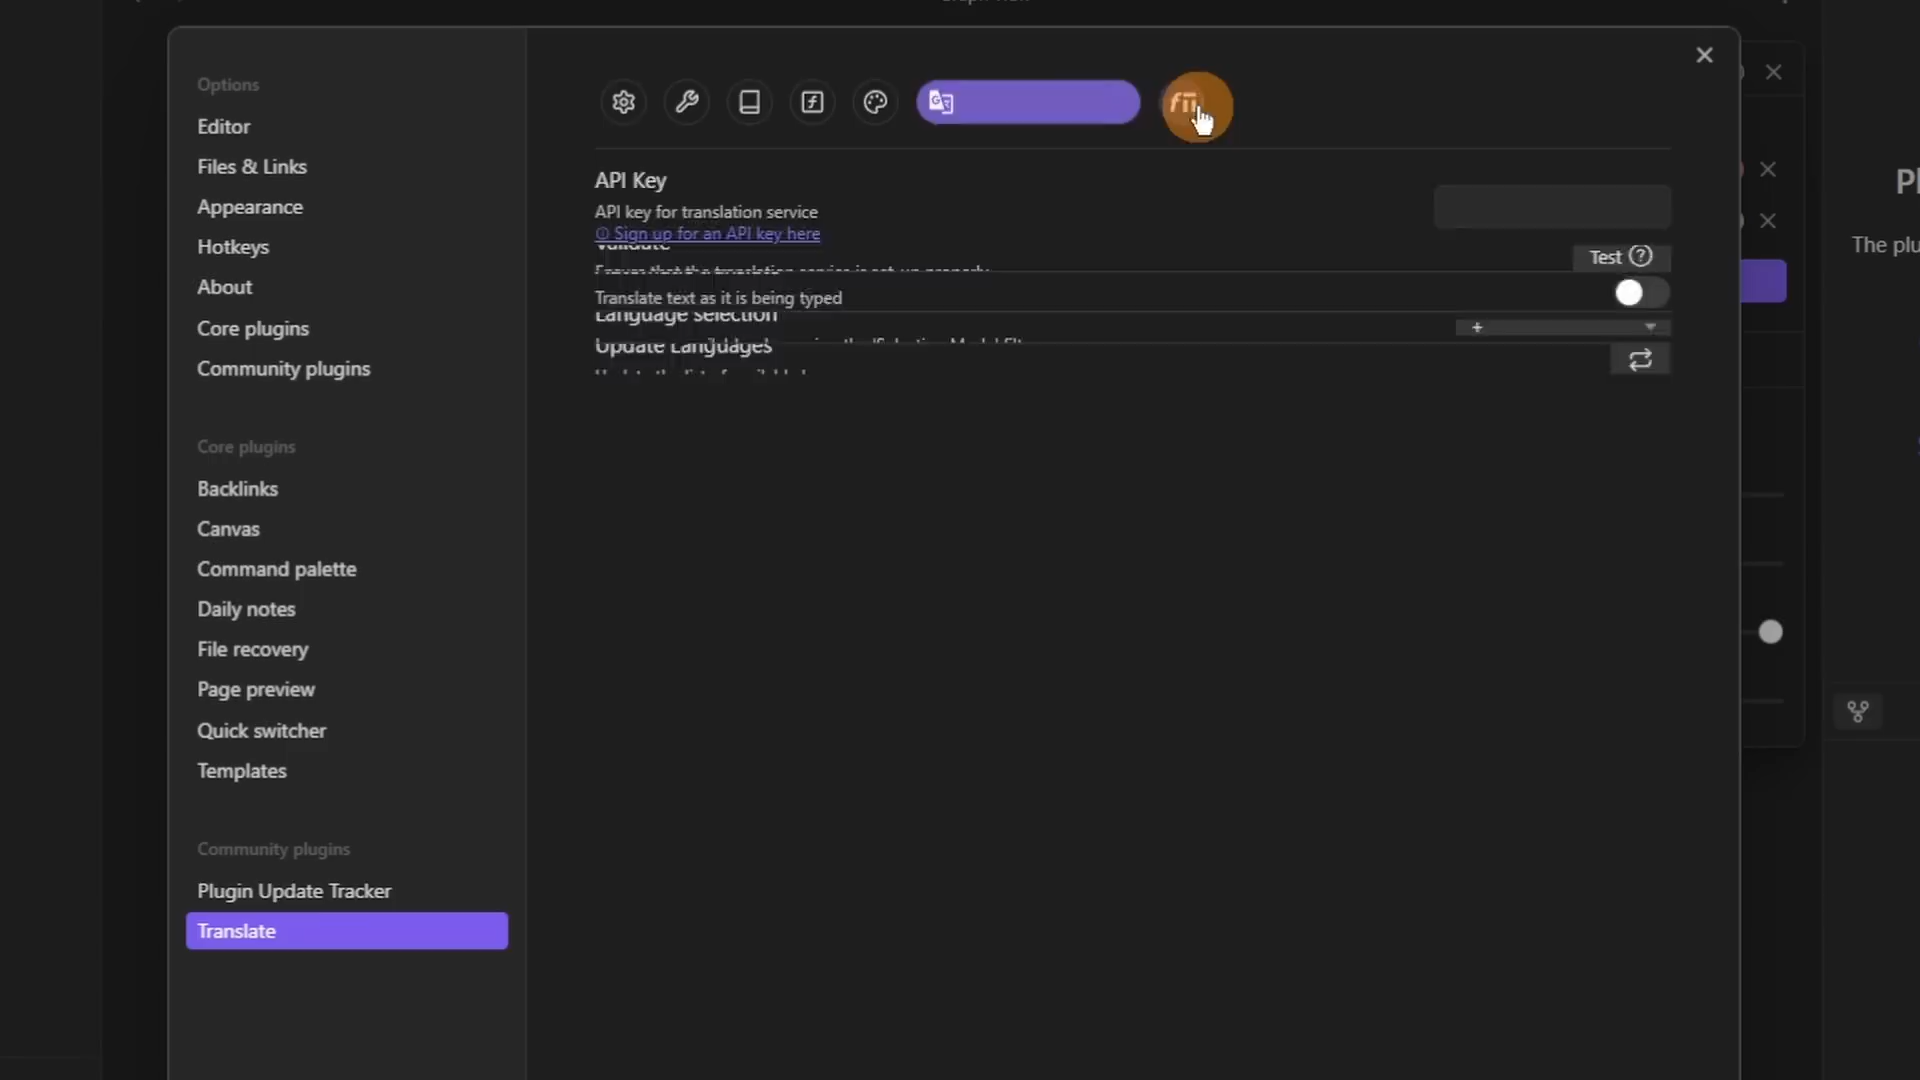 Options
Editor
Files & Links
Appearance
Hotkeys
About
Core plugins
Community plugins
Core plugins
Backlinks
Canvas
Command palette
Daily notes
File recovery
Page preview
Quick switcher
Templates
Community plugins
Plugin Update Tracker
Translate
API Key
API key for translation service
Sign up for an API key here
Validate
Test
Translate text as it is being typed
Language selection
Update Languages
The plu